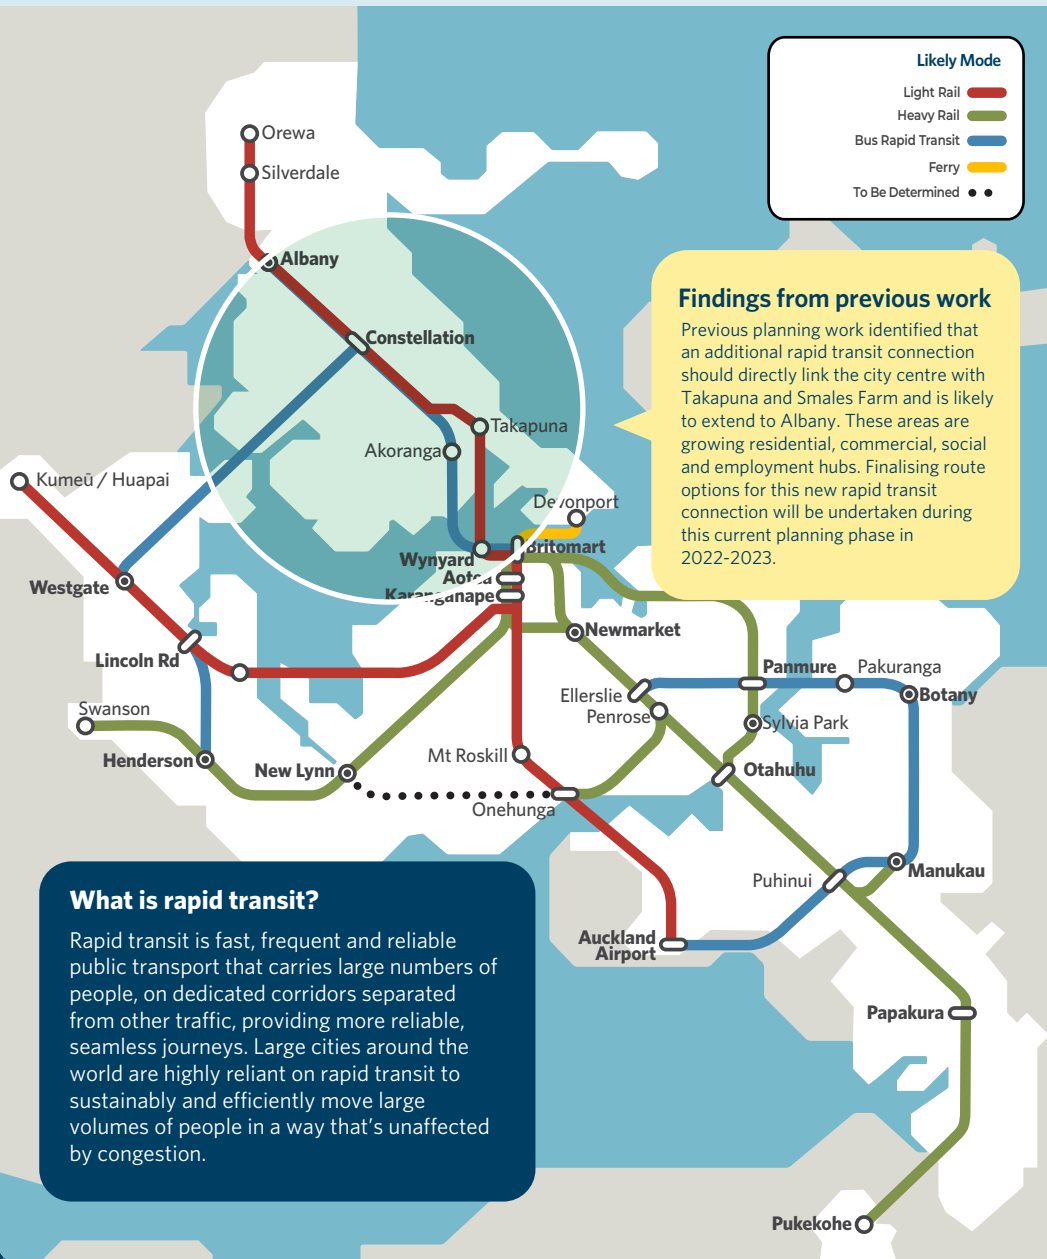 Likely Mode
Light Rail
Heavy Rail
Bus Rapid Transit
Ferry
To Be Determined
Orewa
Silverdale
Albany
Constellation
Takapuna
Akoranga
Kumeū / Huapai
Devonport
Britomart
Wynyard
Aotea
Karangahape
Westgate
Newmarket
Lincoln Rd
Panmure
Pakuranga
Ellerslie
Botany
Penrose
Swanson
Sylvia Park
Henderson
New Lynn
Mt Roskill
Otahuhu
Onehunga
Puhinui
Manukau
Auckland
Airport
Papakura
Pukekohe
Findings from previous work
Previous planning work identified that
an additional rapid transit connection
should directly link the city centre with
Takapuna and Smales Farm and is likely
to extend to Albany. These areas are
growing residential, commercial, social
and employment hubs. Finalising route
options for this new rapid transit
connection will be undertaken during
this current planning phase in
2022-2023.
What is rapid transit?
Rapid transit is fast, frequent and reliable
public transport that carries large numbers of
people, on dedicated corridors separated
from other traffic, providing more reliable,
seamless journeys. Large cities around the
world are highly reliant on rapid transit to
sustainably and efficiently move large
volumes of people in a way that's unaffected
by congestion.